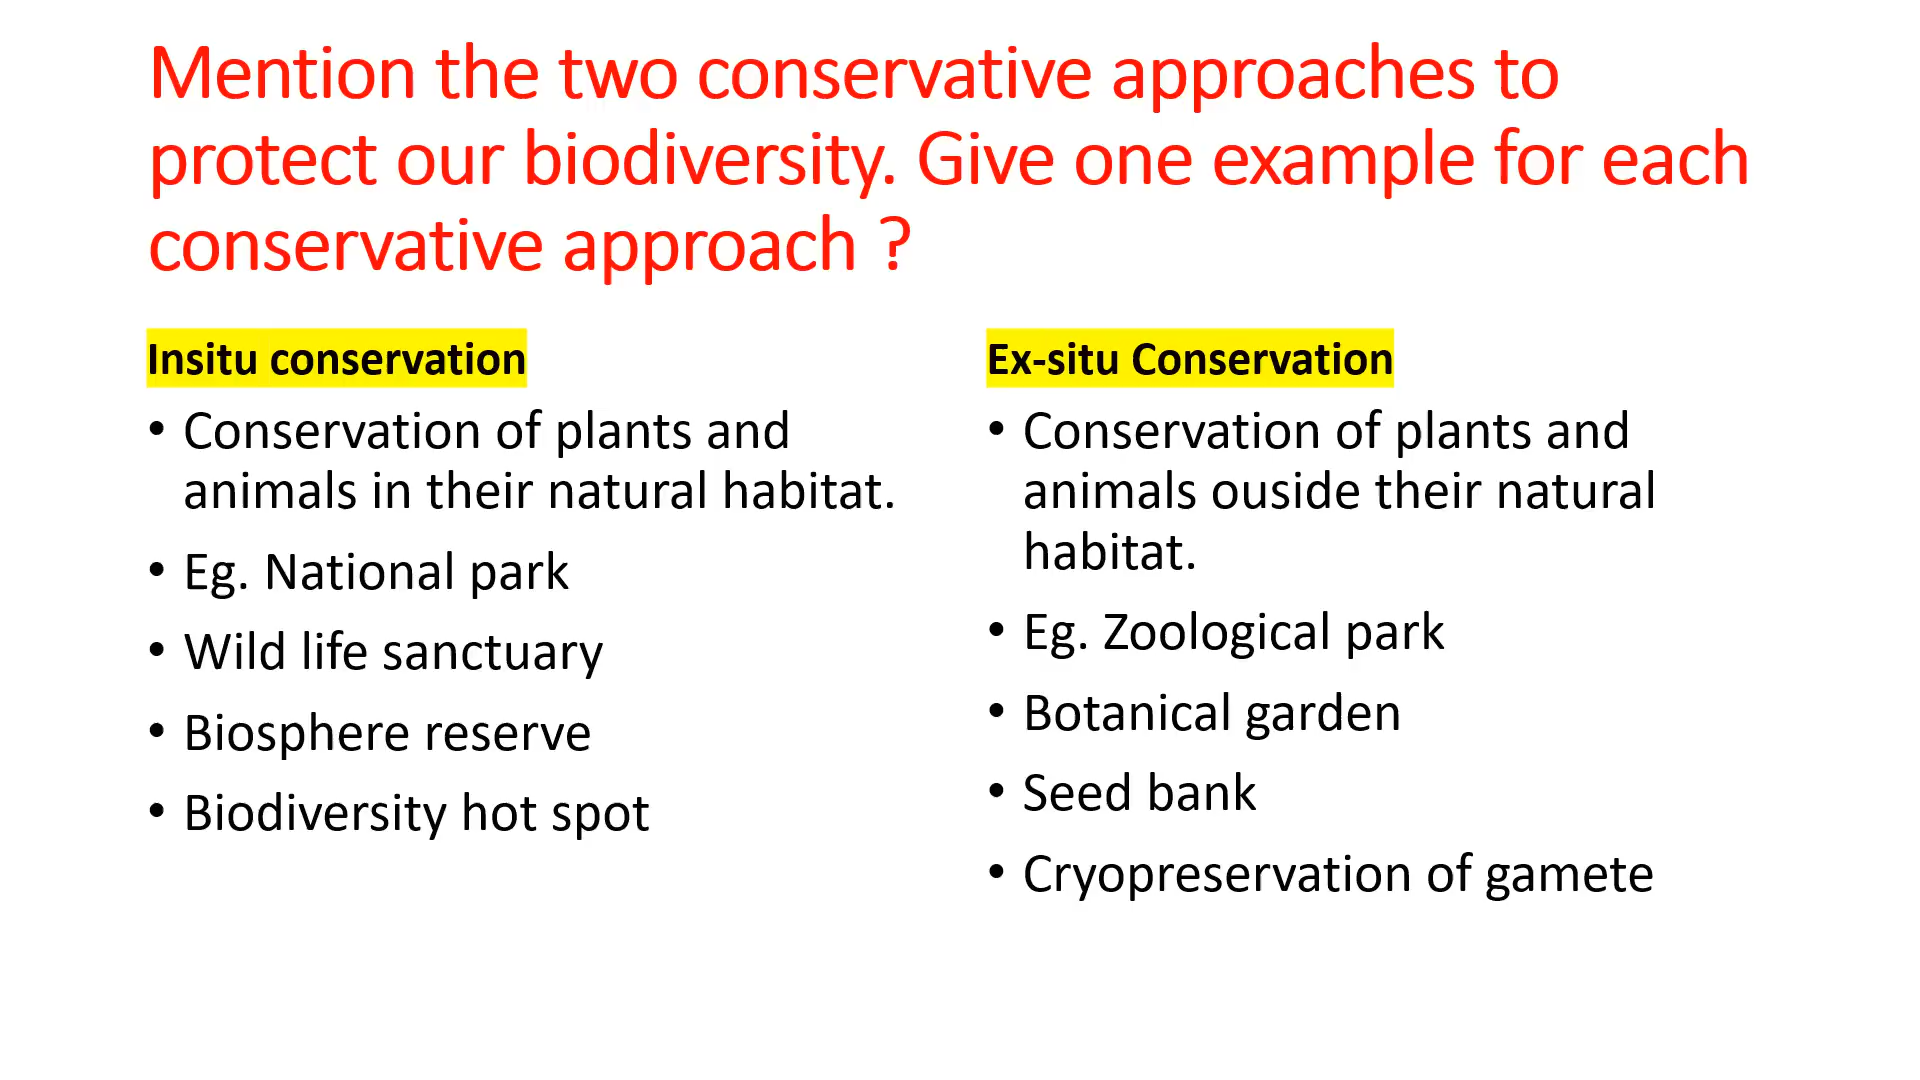 Mention the two conservative approaches to
protect our biodiversity. Give one example for each
conservative approach ?
Insitu conservation
• Conservation of plants and
animals in their natural habitat.
• Eg. National park
• Wild life sanctuary
• Biosphere reserve
• Biodiversity hot spot
Ex-situ Conservation
• Conservation of plants and
animals ouside their natural
habitat.
• Eg. Zoological park
• Botanical garden
• Seed bank
• Cryopreservation of gamete